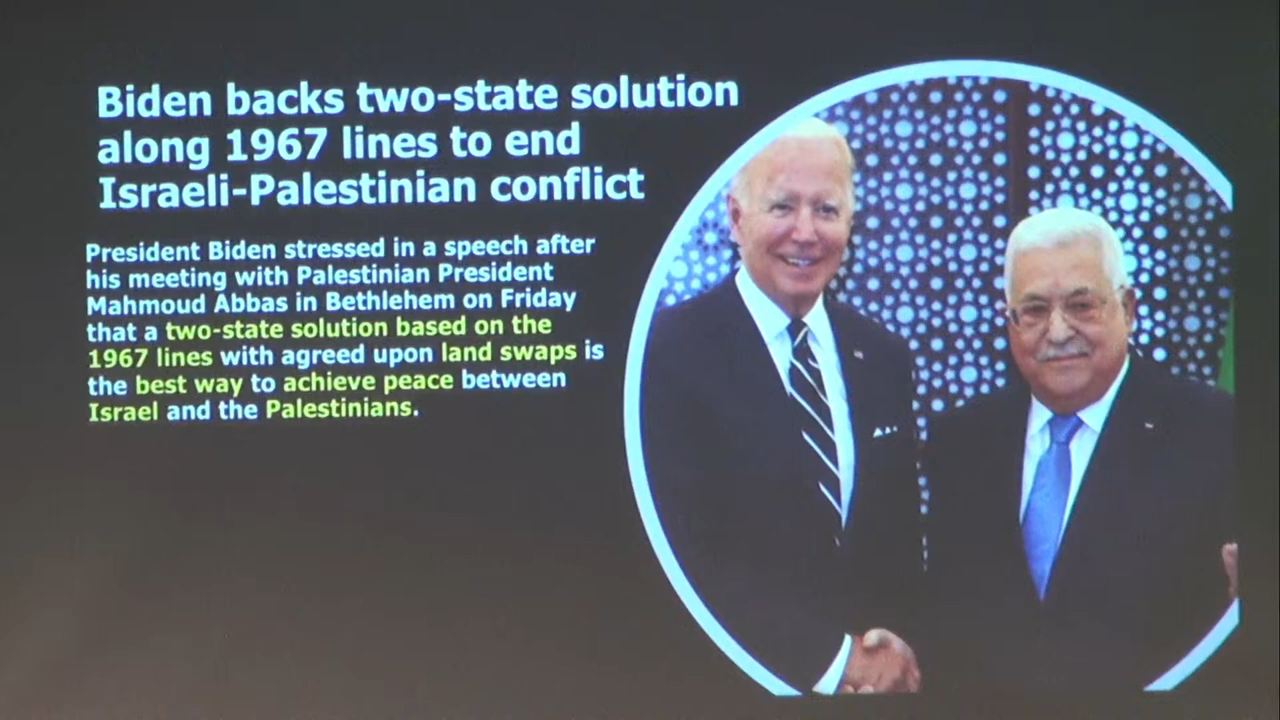 Biden backs two-state solution
along 1967 lines to end
Israeli-Palestinian conflict
President Biden stressed in a speech after
his meeting with Palestinian President
Mahmoud Abbas in Bethlehem on Friday
that a two-state solution based on the
1967 lines with agreed upon land swaps is
the best way to achieve peace between
Israel and the Palestinians.